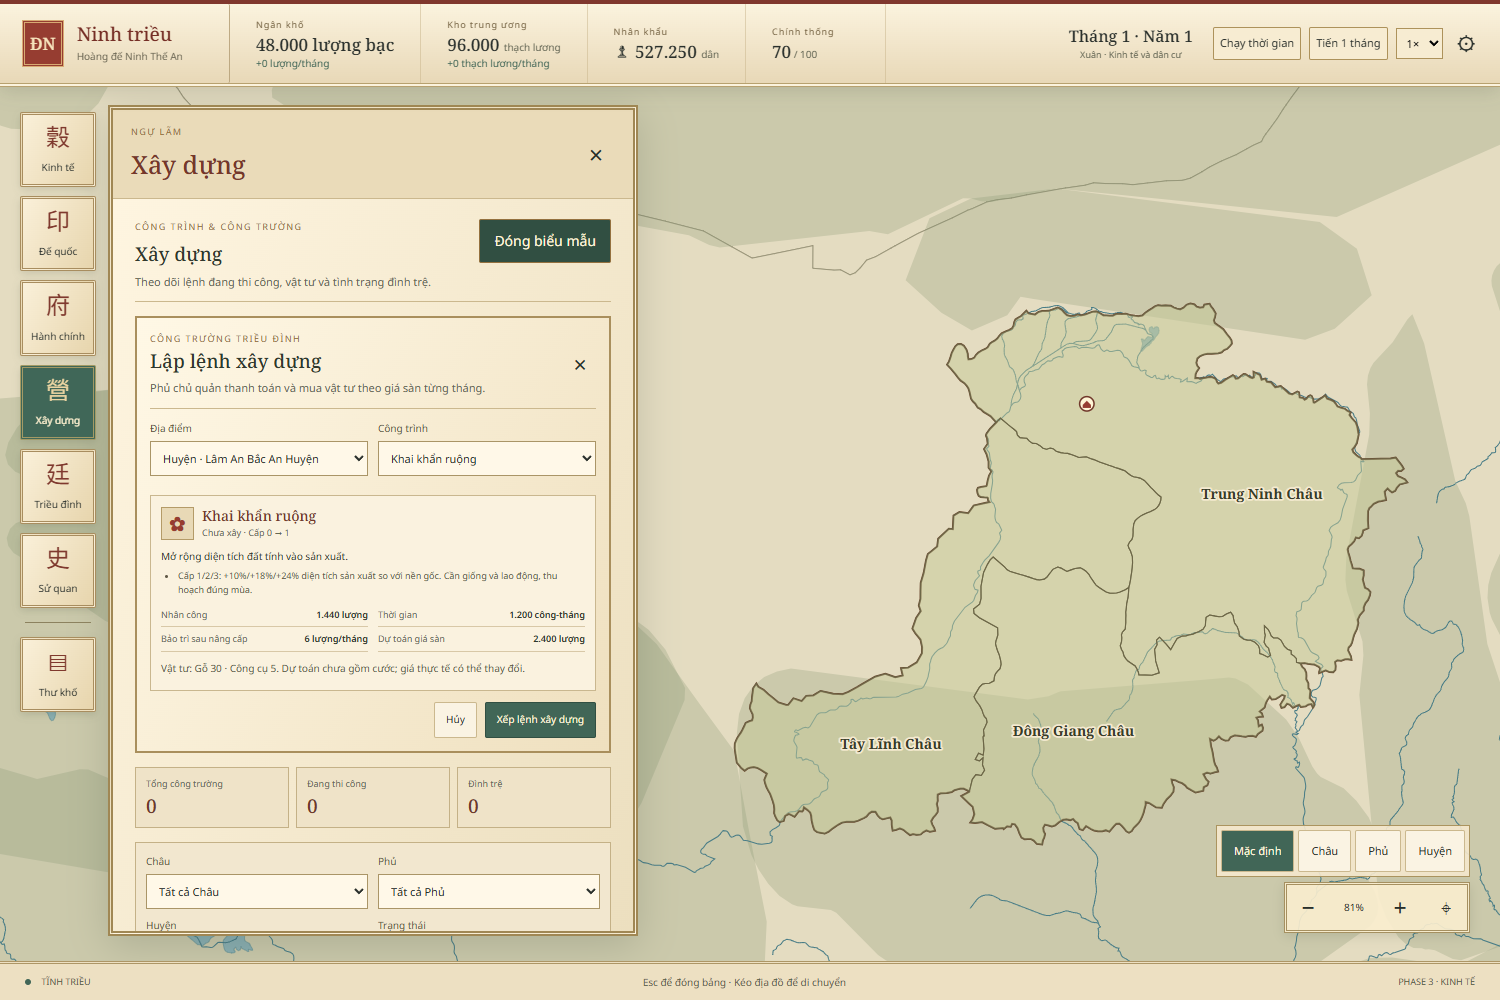 ĐN
Ninh triều
Hoàng đế Ninh Thế An
Ngân khố
48.000 lượng bạc
+0 lượng/tháng
Kho trung ương
96.000 thạch lương
+0 thạch lương/tháng
Nhân khẩu
527.250 dân
Chính thống
70 / 100
Tháng 1 · Năm 1
Xuân · Kinh tế và dân cư
Chạy thời gian
Tiến 1 tháng
1×
穀
Kinh tế
印
Đế quốc
府
Hành chính
營
Xây dựng
廷
Triều đình
史
Sử quan
Thư khố
NGỰ LÃM
Xây dựng
×
CÔNG TRÌNH & CÔNG TRƯỜNG
Xây dựng
Theo dõi lệnh đang thi công, vật tư và tình trạng đình trệ.
Đóng biểu mẫu
CÔNG TRƯỜNG TRIỀU ĐÌNH
Lập lệnh xây dựng
×
Phủ chủ quản thanh toán và mua vật tư theo giá sàn từng tháng.
Địa điểm
Công trình
Huyện · Lâm An Bắc An Huyện
Khai khẩn ruộng
Khai khẩn ruộng
Chưa xây · Cấp 0 → 1
Mở rộng diện tích đất tính vào sản xuất.
• Cấp 1/2/3: +10%/+18%/+24% diện tích sản xuất so với nền gốc. Cần giống và lao động, thu
hoạch đúng mùa.
Nhân công 1.440 lượng
Thời gian 1.200 công-tháng
Bảo trì sau nâng cấp 6 lượng/tháng
Dự toán giá sàn 2.400 lượng
Vật tư: Gỗ 30 · Công cụ 5. Dự toán chưa gồm cước; giá thực tế có thể thay đổi.
Hủy
Xếp lệnh xây dựng
Tổng công trường
0
Đang thi công
0
Đình trệ
0
Châu
Phủ
Tất cả Châu
Tất cả Phủ
Huyện
Trạng thái
Trung Ninh Châu
Tây Lĩnh Châu
Đông Giang Châu
Mặc định
Châu
Phủ
Huyện
− 81% +
TĨNH TRIỀU
Esc để đóng bảng · Kéo địa đồ để di chuyển
PHASE 3 · KINH TẾ